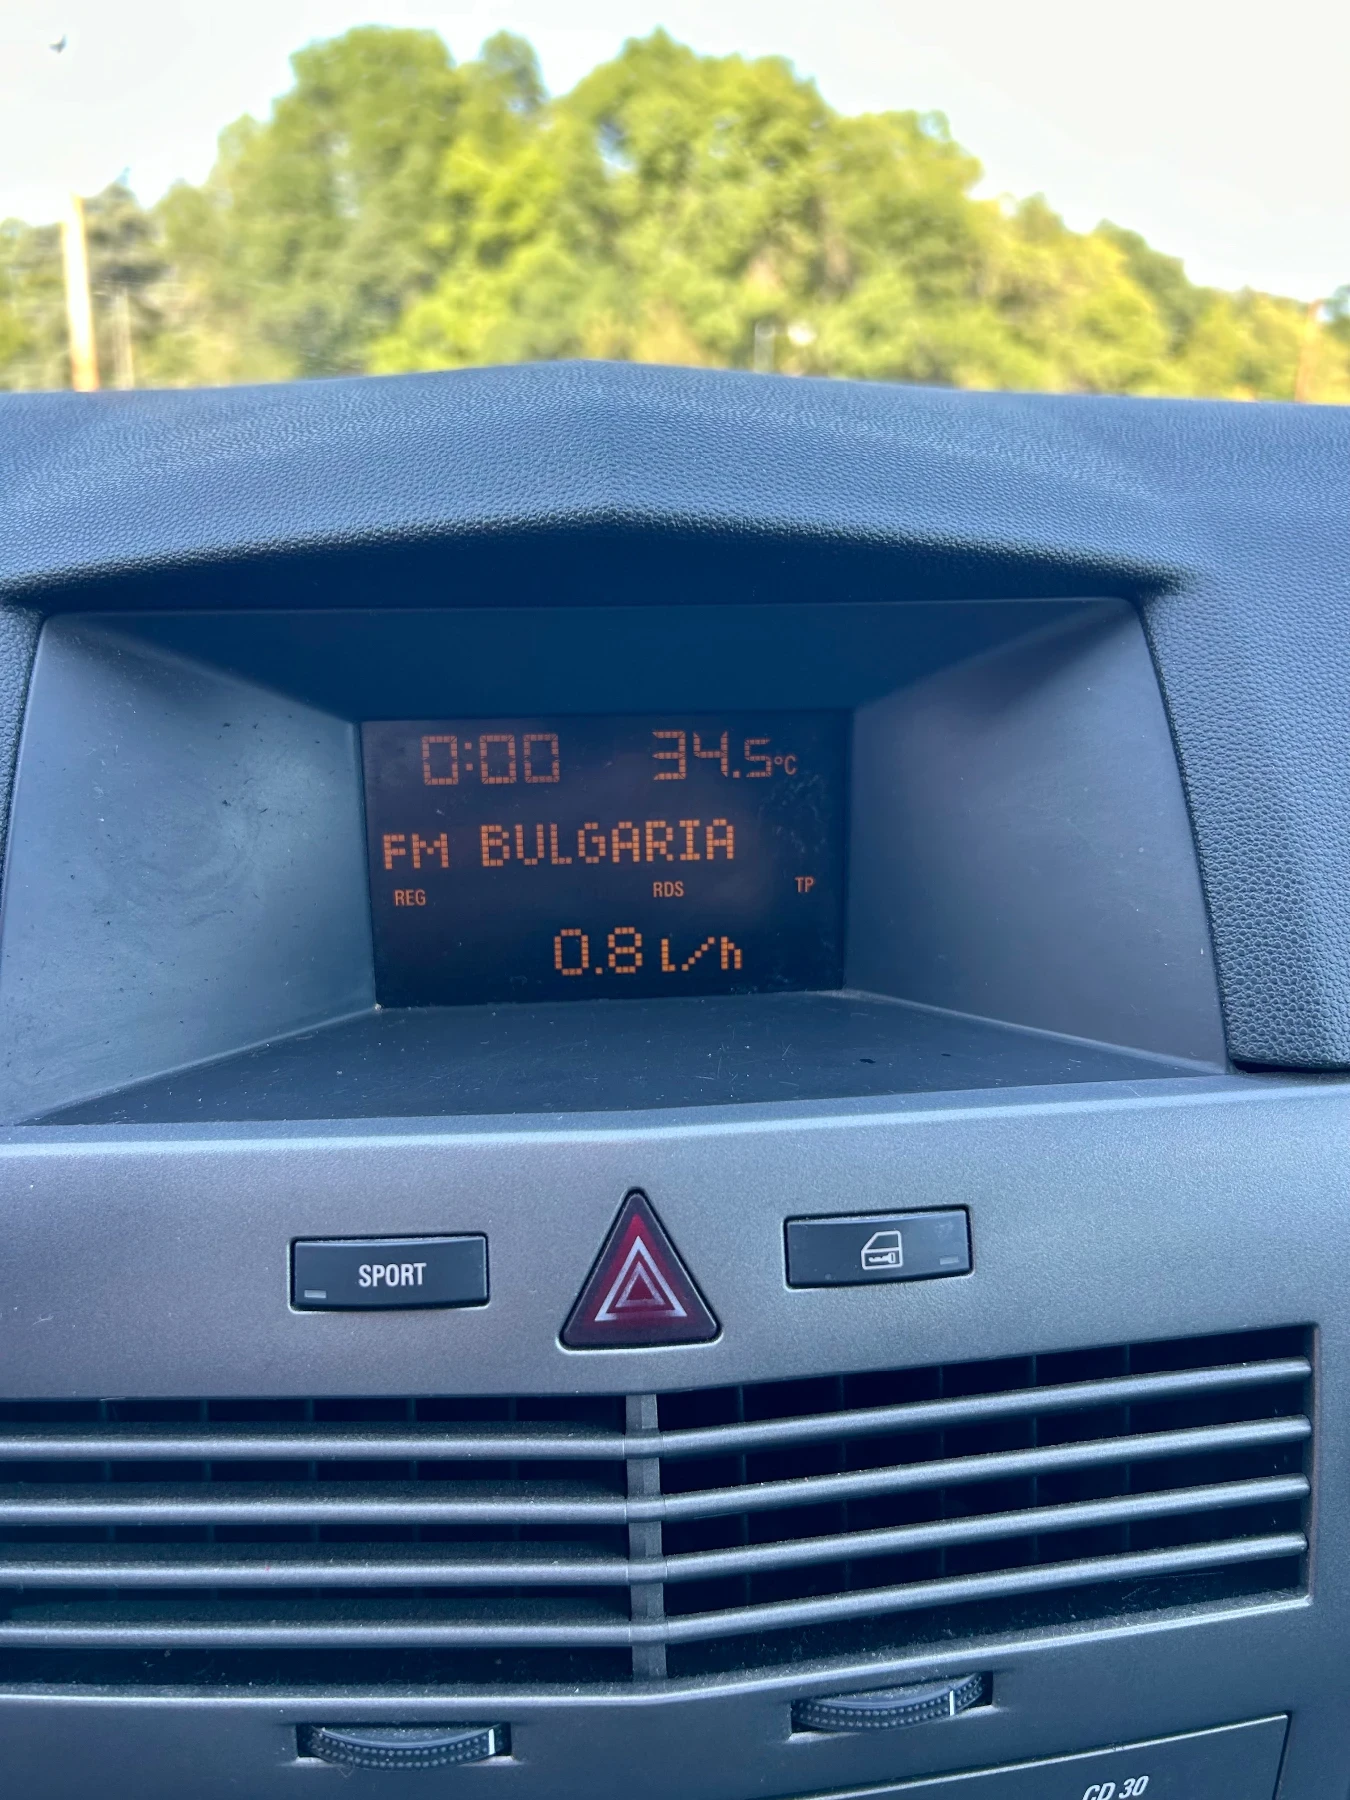 0:00 34.5°C
FM BULGARIA
REG RDS TP
0.8 L/h
SPORT
CD 30